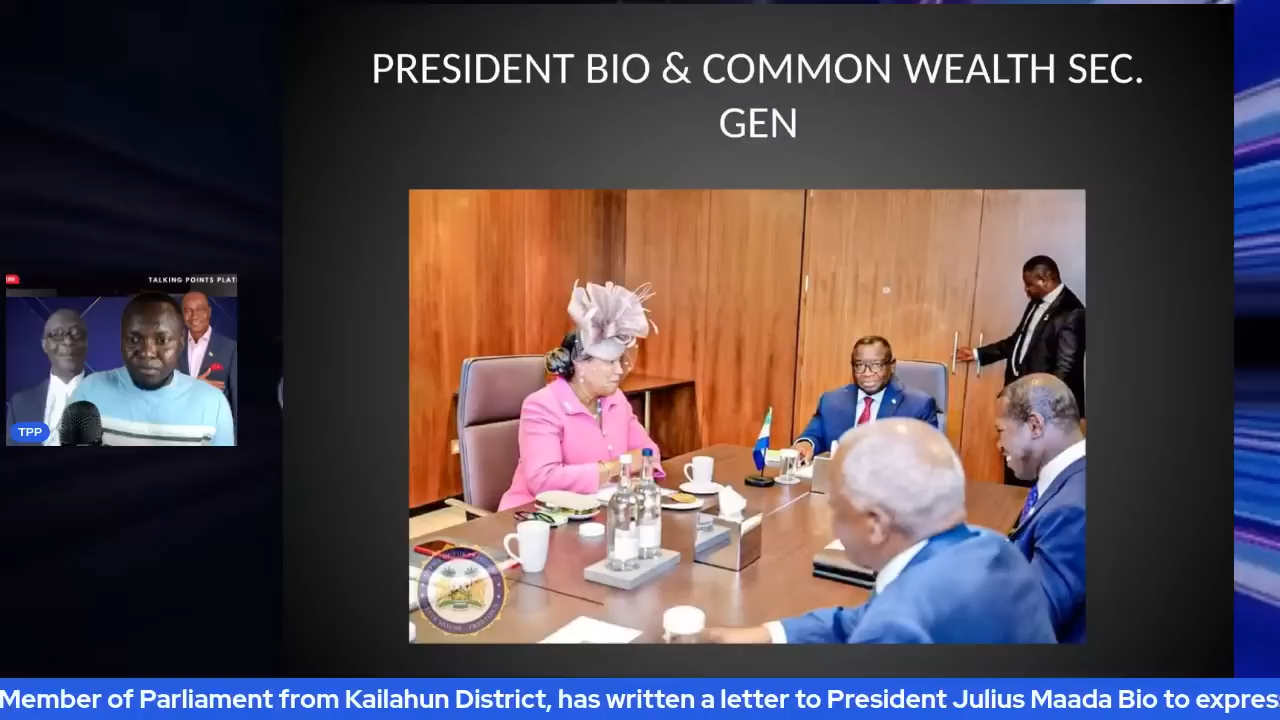 PRESIDENT BIO & COMMON WEALTH SEC.
GEN
TALKING POINTS PLAT
TPP
Member of Parliament from Kailahun District, has written a letter to President Julius Maada Bio to expres